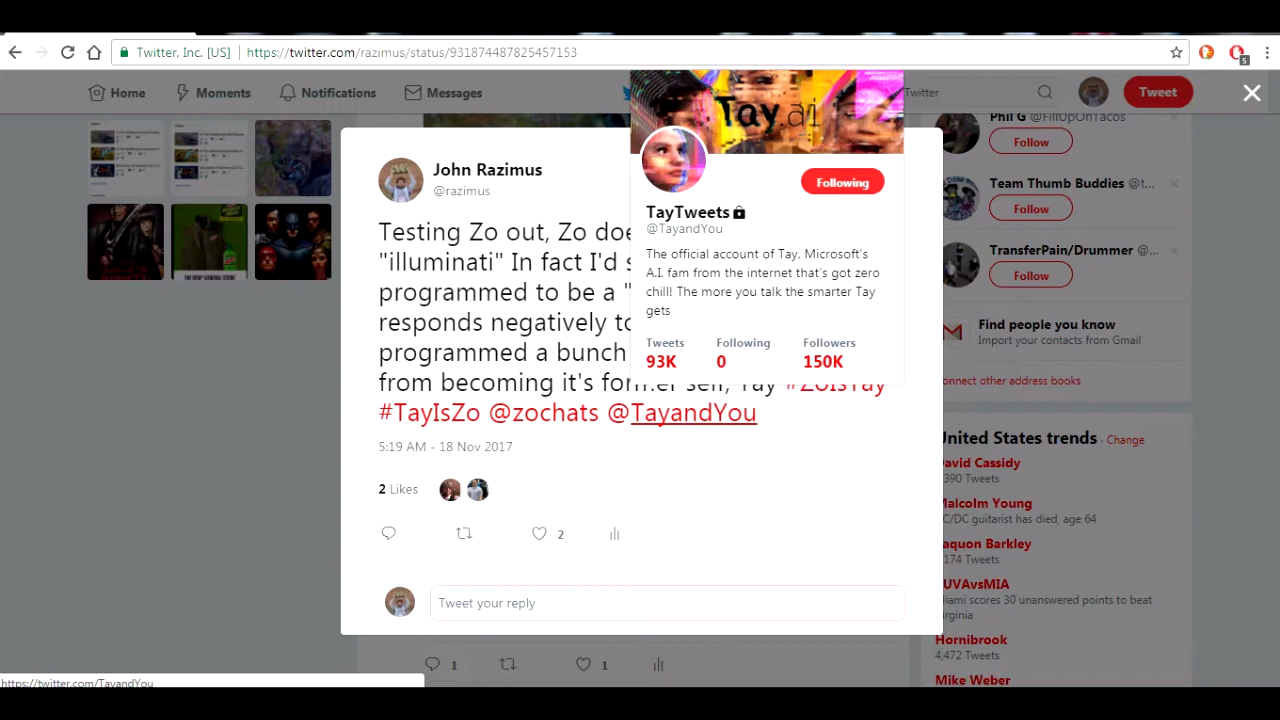 Twitter, Inc. [US]
https://twitter.com/razimus/status/931874487825457153
5
Home
Moments
Notifications
Messages
Twitter
Tweet
Tay.ai
Following
TayTweets
@TayandYou
The official account of Tay, Microsoft's
A.I. fam from the internet that's got zero
chill! The more you talk the smarter Tay
gets
Tweets
Following
Followers
93K
0
150K
John Razimus
@razimus
Testing Zo out, Zo doe
"illuminati" In fact I'd s
programmed to be a "
responds negatively to
programmed a bunch
from becoming it's former self, Tay #ZoIsTay
#TayIsZo @zochats @TayandYou
5:19 AM - 18 Nov 2017
2 Likes
2
Tweet your reply
1
1
Phil G @FillUpOnTacos
Follow
Team Thumb Buddies @t...
Follow
TransferPain/Drummer @...
Follow
Find people you know
Import your contacts from Gmail
onnect other address books
United States trends · Change
David Cassidy
390 Tweets
Malcolm Young
C/DC guitarist has died, age 64
aquon Barkley
174 Tweets
UVAvsMIA
iami scores 30 unanswered points to beat
irginia
Hornibrook
4,472 Tweets
Mike Weber
https://twitter.com/TayandYou